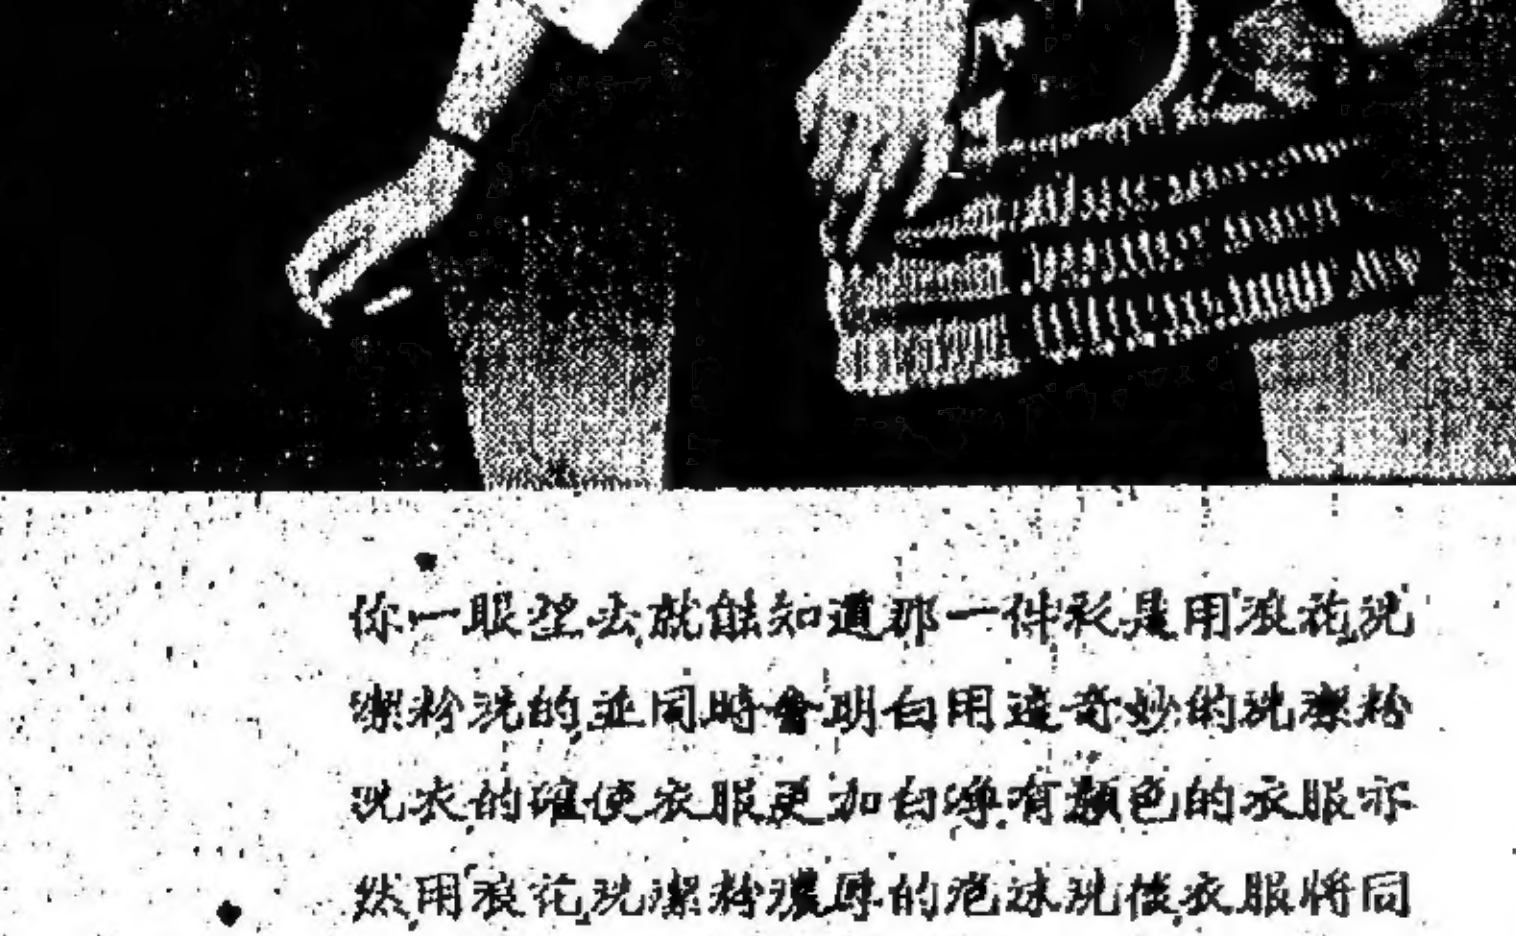 你一眼望去就能知道那一件衫是用浪花洗
潔粉洗的並同時會明白用這奇妙的洗潔粉
洗衣的確使衣服更加白淨有顏色的衣服亦
然用浪花洗潔粉濃厚的泡沫洗後衣服將同